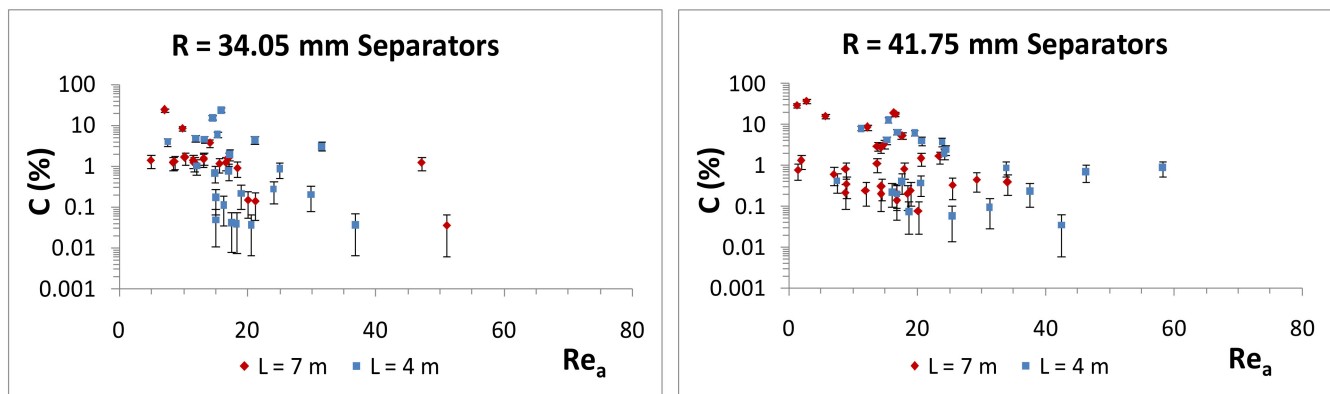 R = 34.05 mm Separators
100
10
1
0.1
0.01
0.001
C (%)
0 20 40 60 80
Rea
L = 7 m L = 4 m
R = 41.75 mm Separators
100
10
1
0.1
0.01
0.001
C (%)
0 20 40 60 80
Rea
L = 7 m L = 4 m